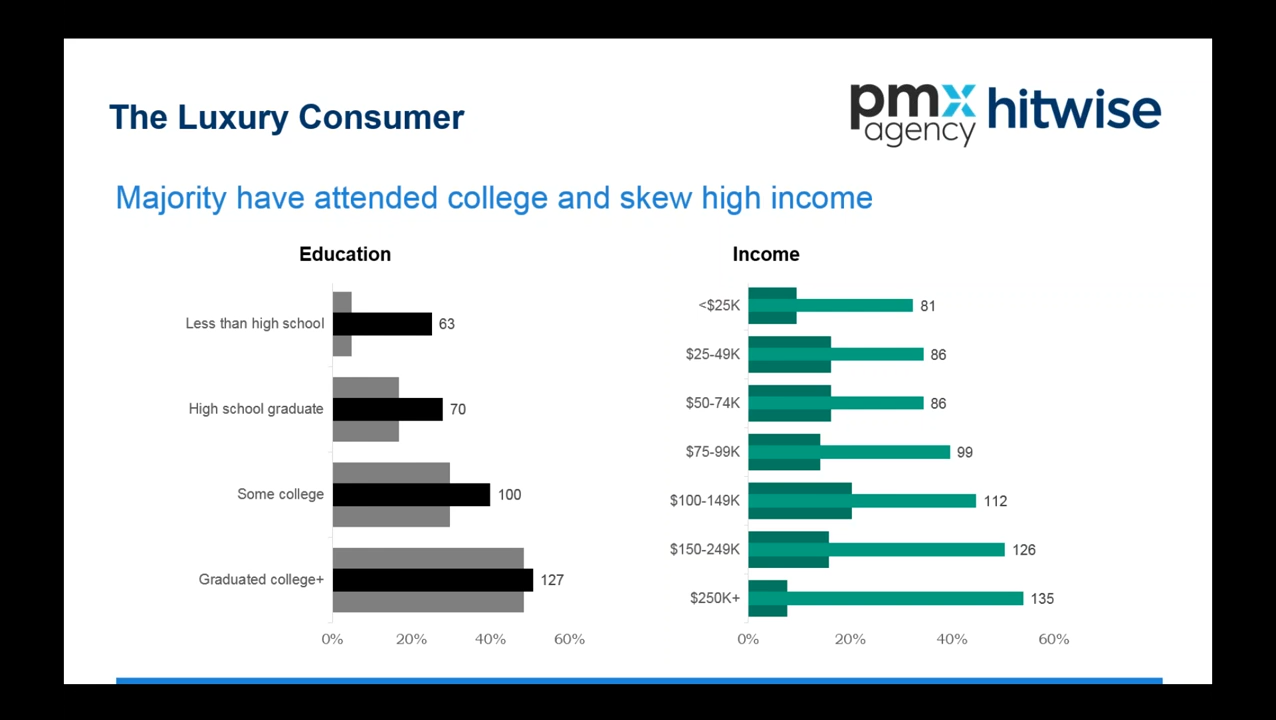 The Luxury Consumer
pmx agency
hitwise
Majority have attended college and skew high income
Education
Less than high school 63
High school graduate 70
Some college 100
Graduated college+ 127
0% 20% 40% 60%
Income
<$25K 81
$25-49K 86
$50-74K 86
$75-99K 99
$100-149K 112
$150-249K 126
$250K+ 135
0% 20% 40% 60%